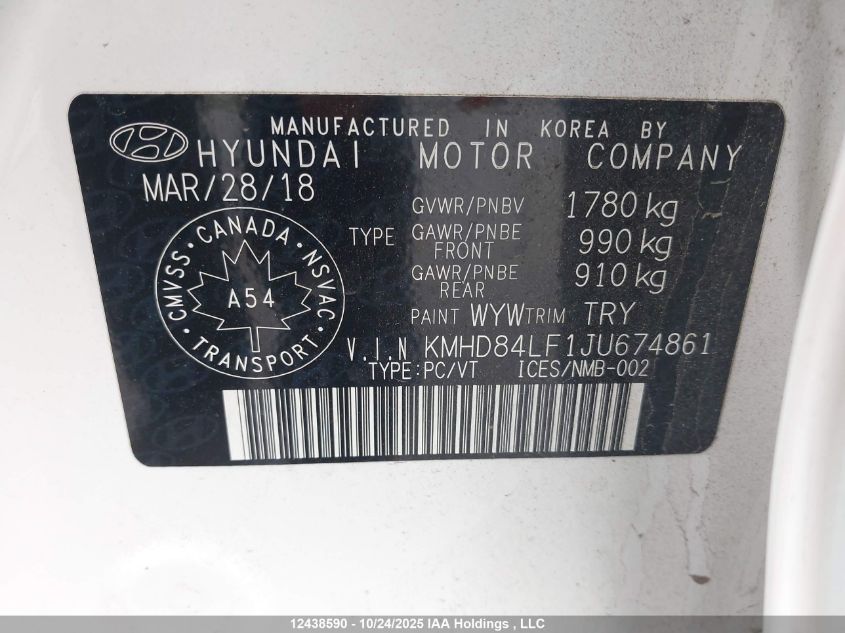 MANUFACTURED IN KOREA BY
HYUNDAI MOTOR COMPANY
MAR/28/18
GVWR/PNBV 1780 kg
TYPE GAWR/PNBE FRONT 990 kg
GAWR/PNBE REAR 910 kg
CMVSS • CANADA • NSVAC • TRANSPORT •
A54
PAINT WYW TRIM TRY
V.I.N KMHD84LF1JU674861
TYPE:PC/VT ICES/NMB-002
12438590 - 10/24/2025 IAA Holdings , LLC